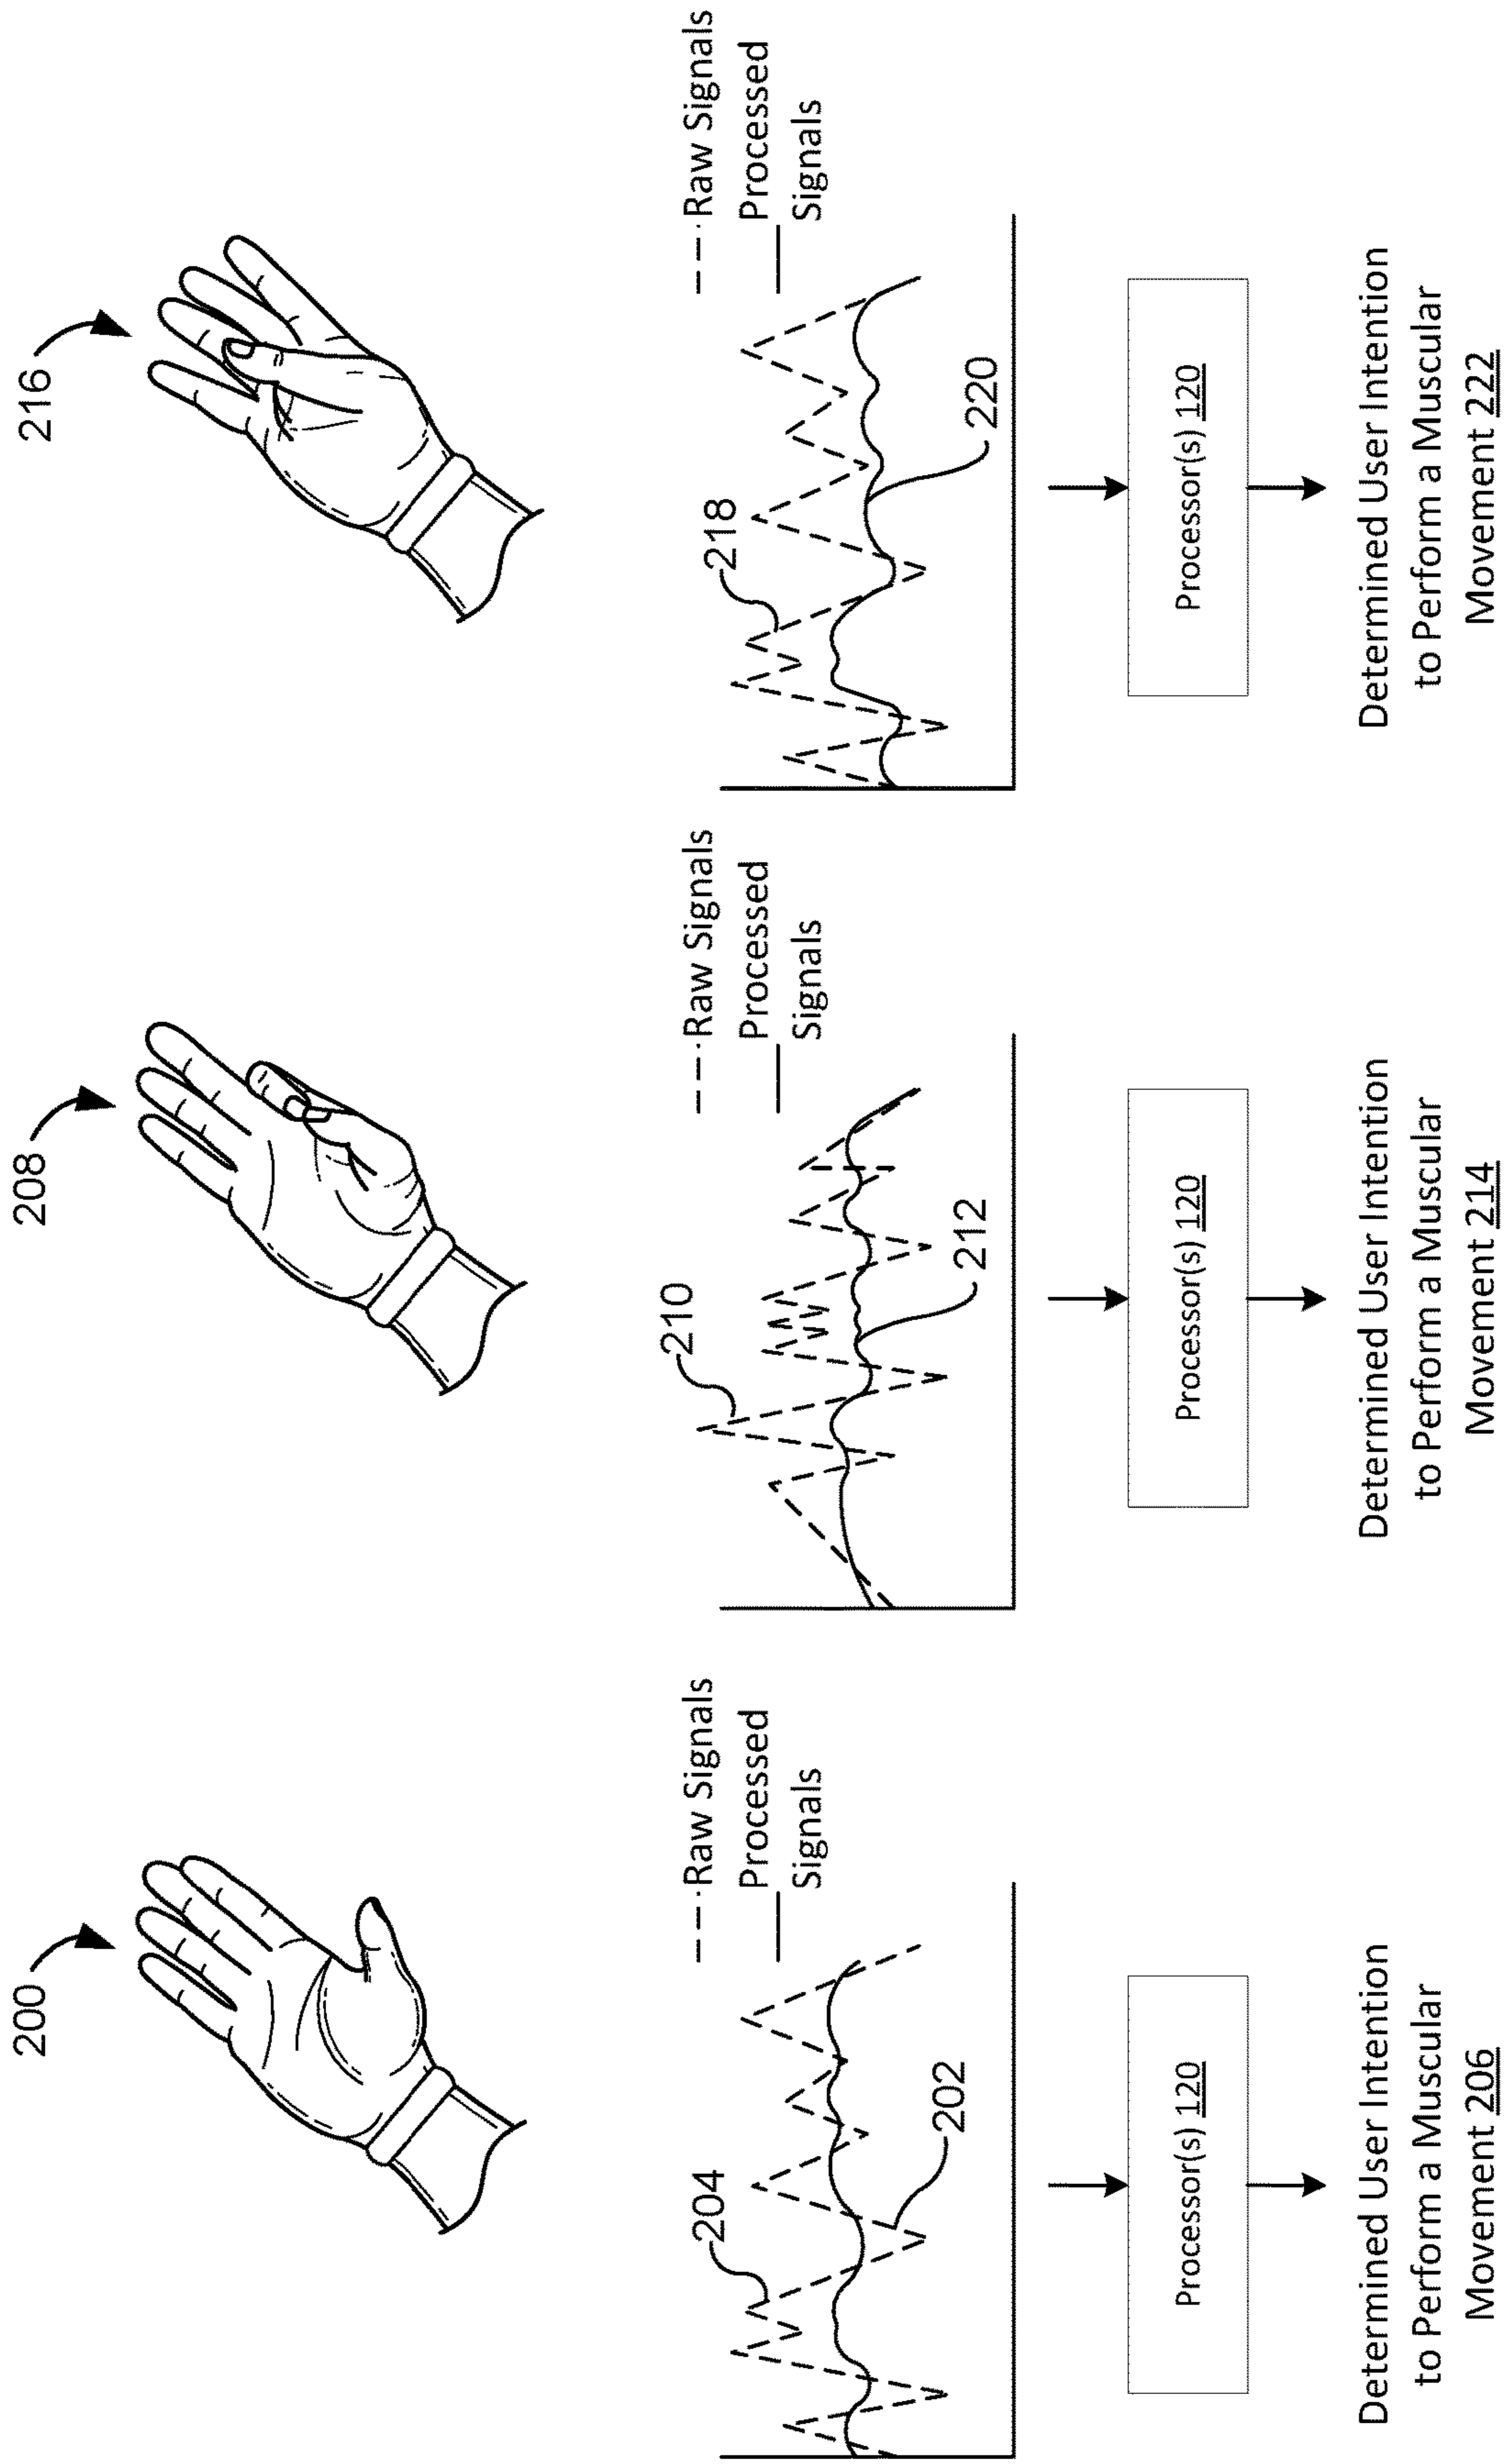 200
Raw Signals
Processed
Signals
204
202
Processor(s) 120
Determined User Intention
to Perform a Muscular
Movement 206
208
Raw Signals
Processed
Signals
210
212
Processor(s) 120
Determined User Intention
to Perform a Muscular
Movement 214
216
Raw Signals
Processed
Signals
218
220
Processor(s) 120
Determined User Intention
to Perform a Muscular
Movement 222